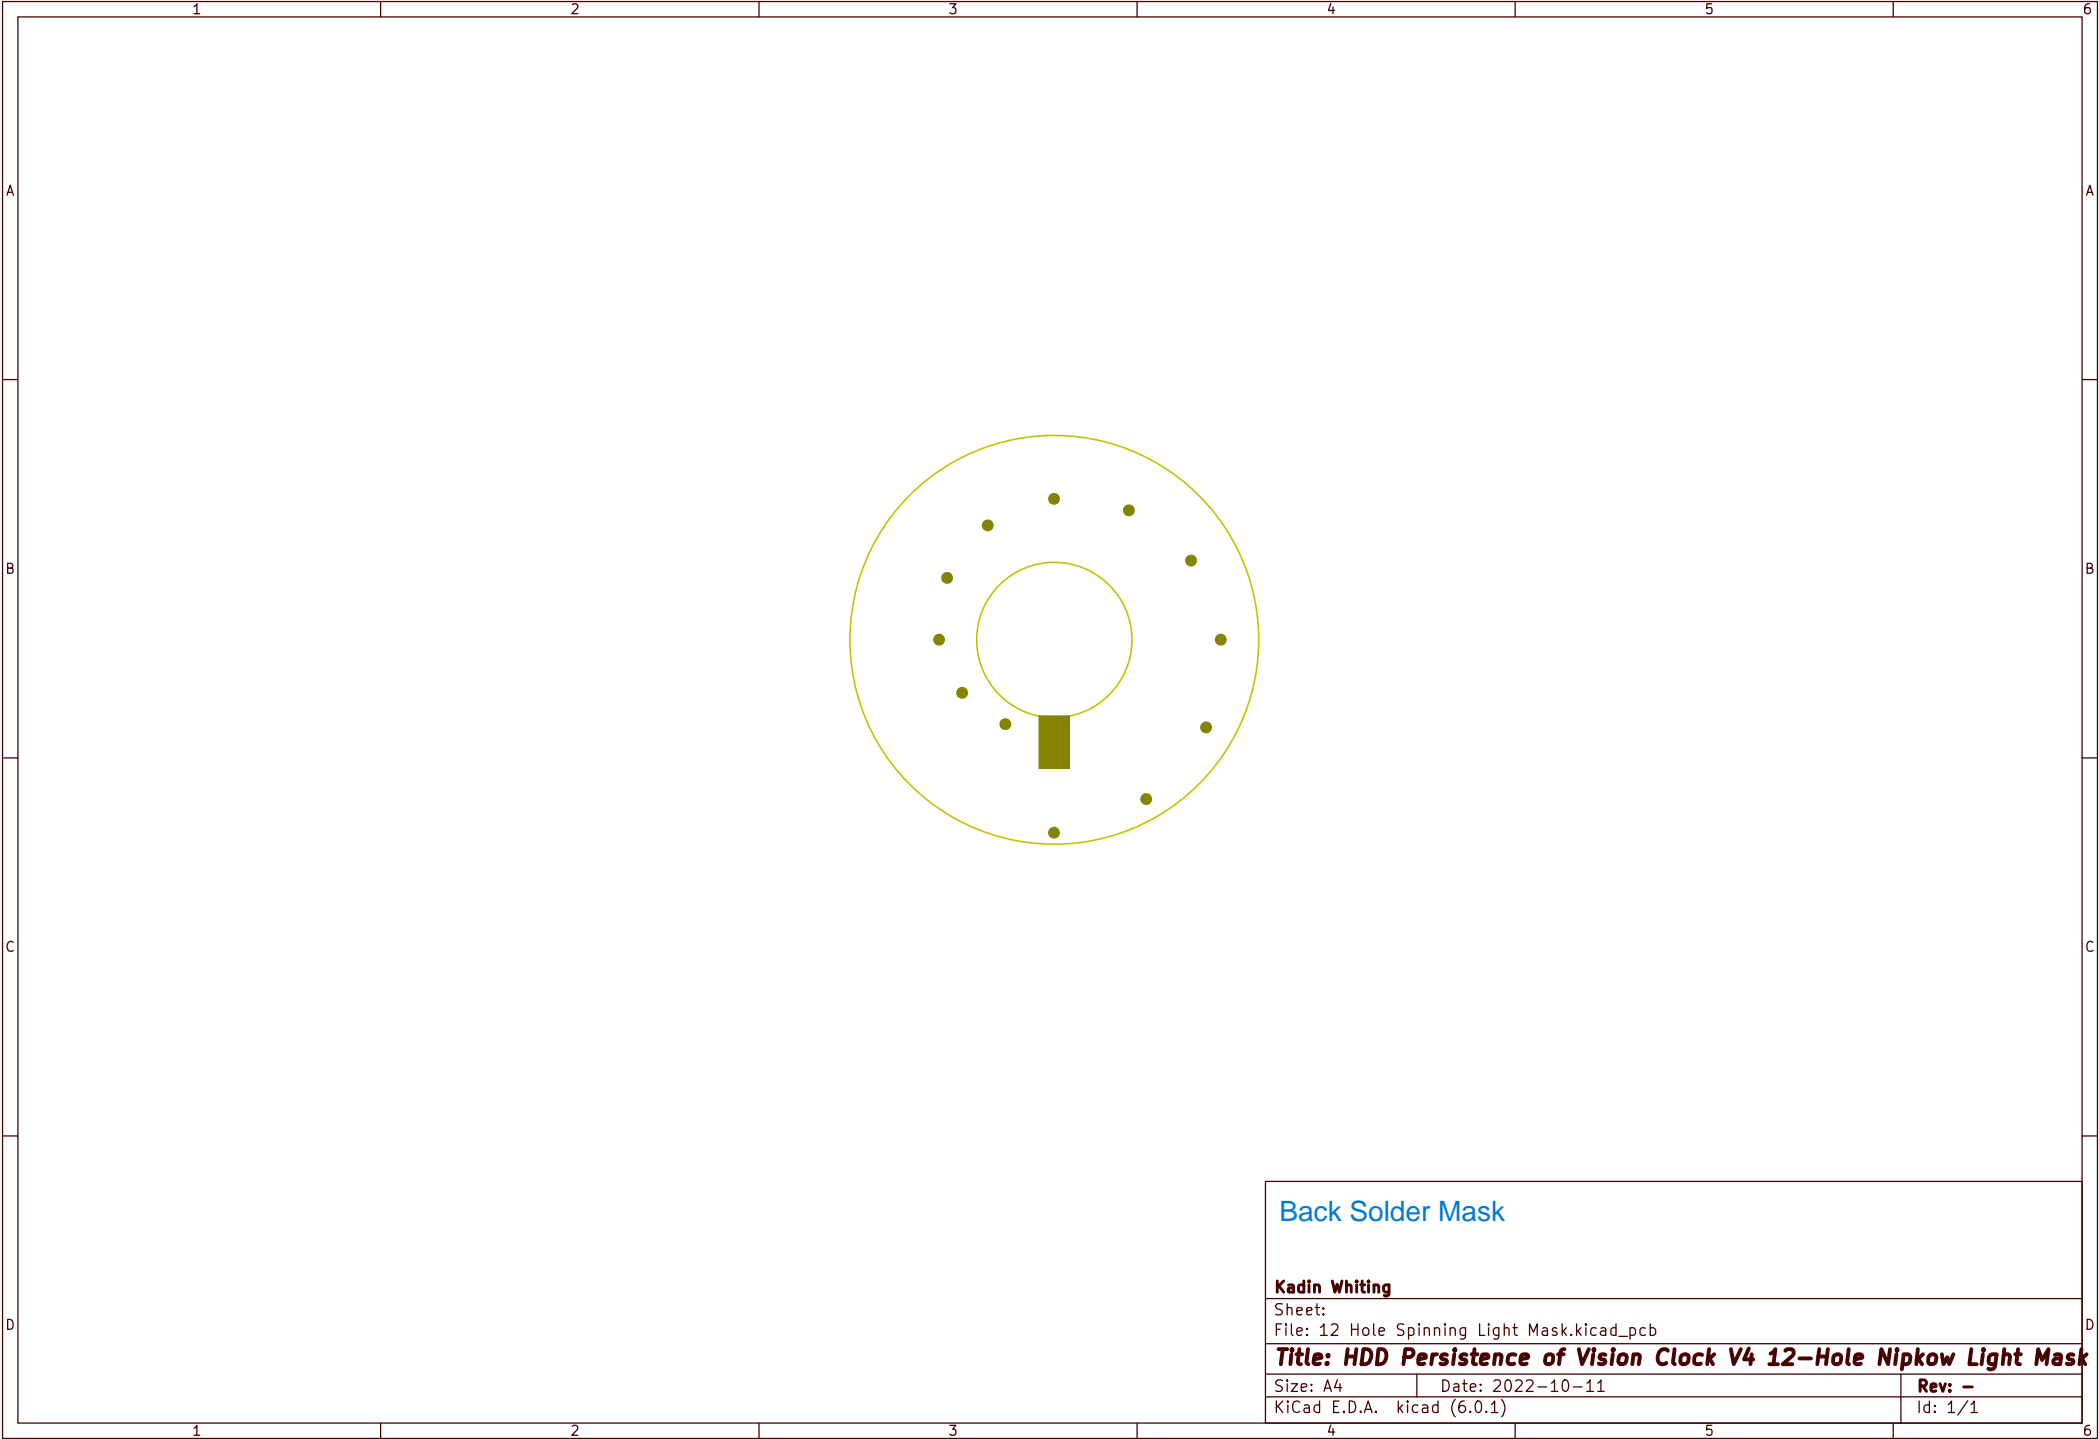 1 2 3 4 5 6
A A
B B
C C
Back Solder Mask
Kadin Whiting
Sheet:
File: 12 Hole Spinning Light Mask.kicad_pcb
D D
Title: HDD Persistence of Vision Clock V4 12-Hole Nipkow Light Mask
Size: A4 Date: 2022-10-11 Rev: -
KiCad E.D.A. kicad (6.0.1) Id: 1/1
1 2 3 4 5 6